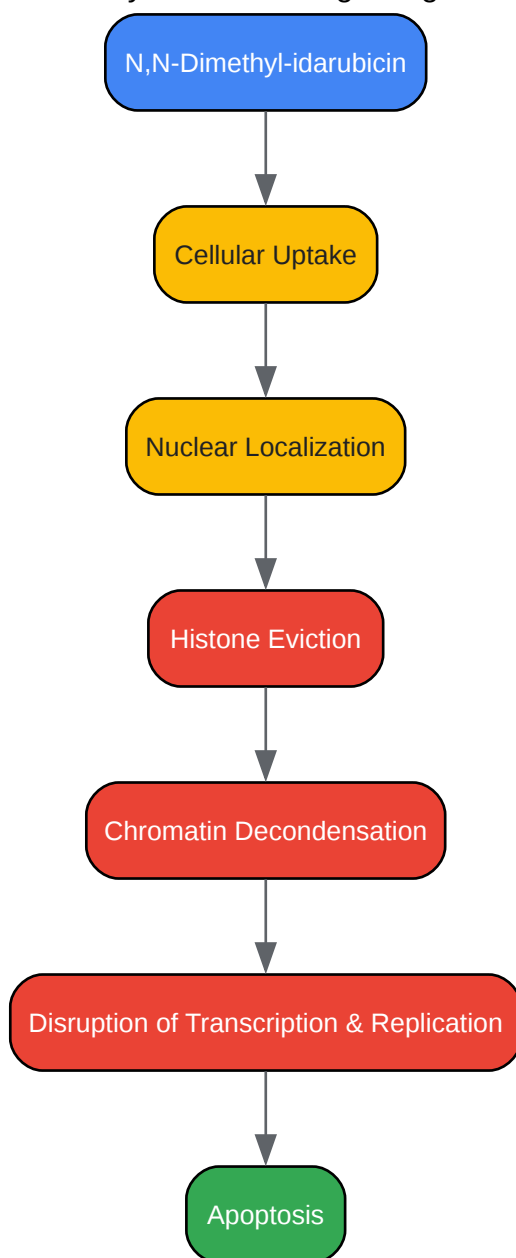 N,N-Dimethyl-idarubicin
Cellular Uptake
Nuclear Localization
Histone Eviction
Chromatin Decondensation
Disruption of Transcription & Replication
Apoptosis